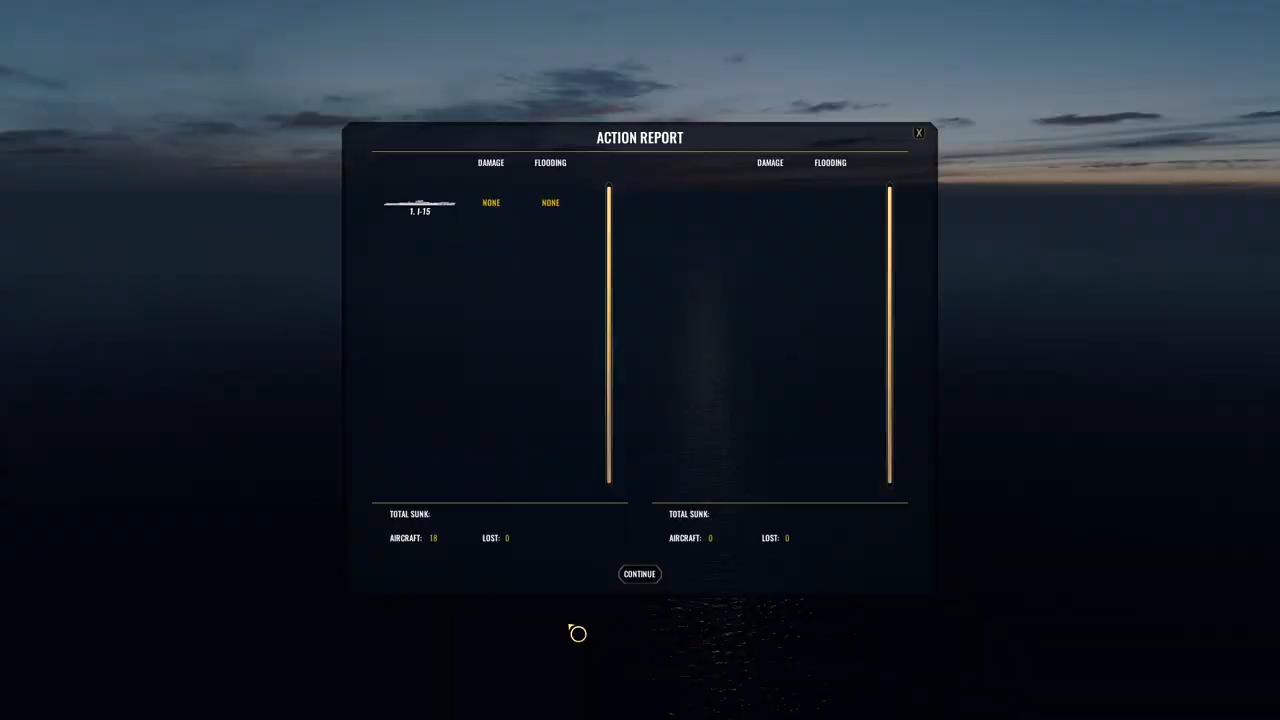 ACTION REPORT
X
DAMAGE FLOODING
DAMAGE FLOODING
NONE NONE
1. I-15
TOTAL SUNK:
TOTAL SUNK:
AIRCRAFT: 18 LOST: 0
AIRCRAFT: 0 LOST: 0
CONTINUE